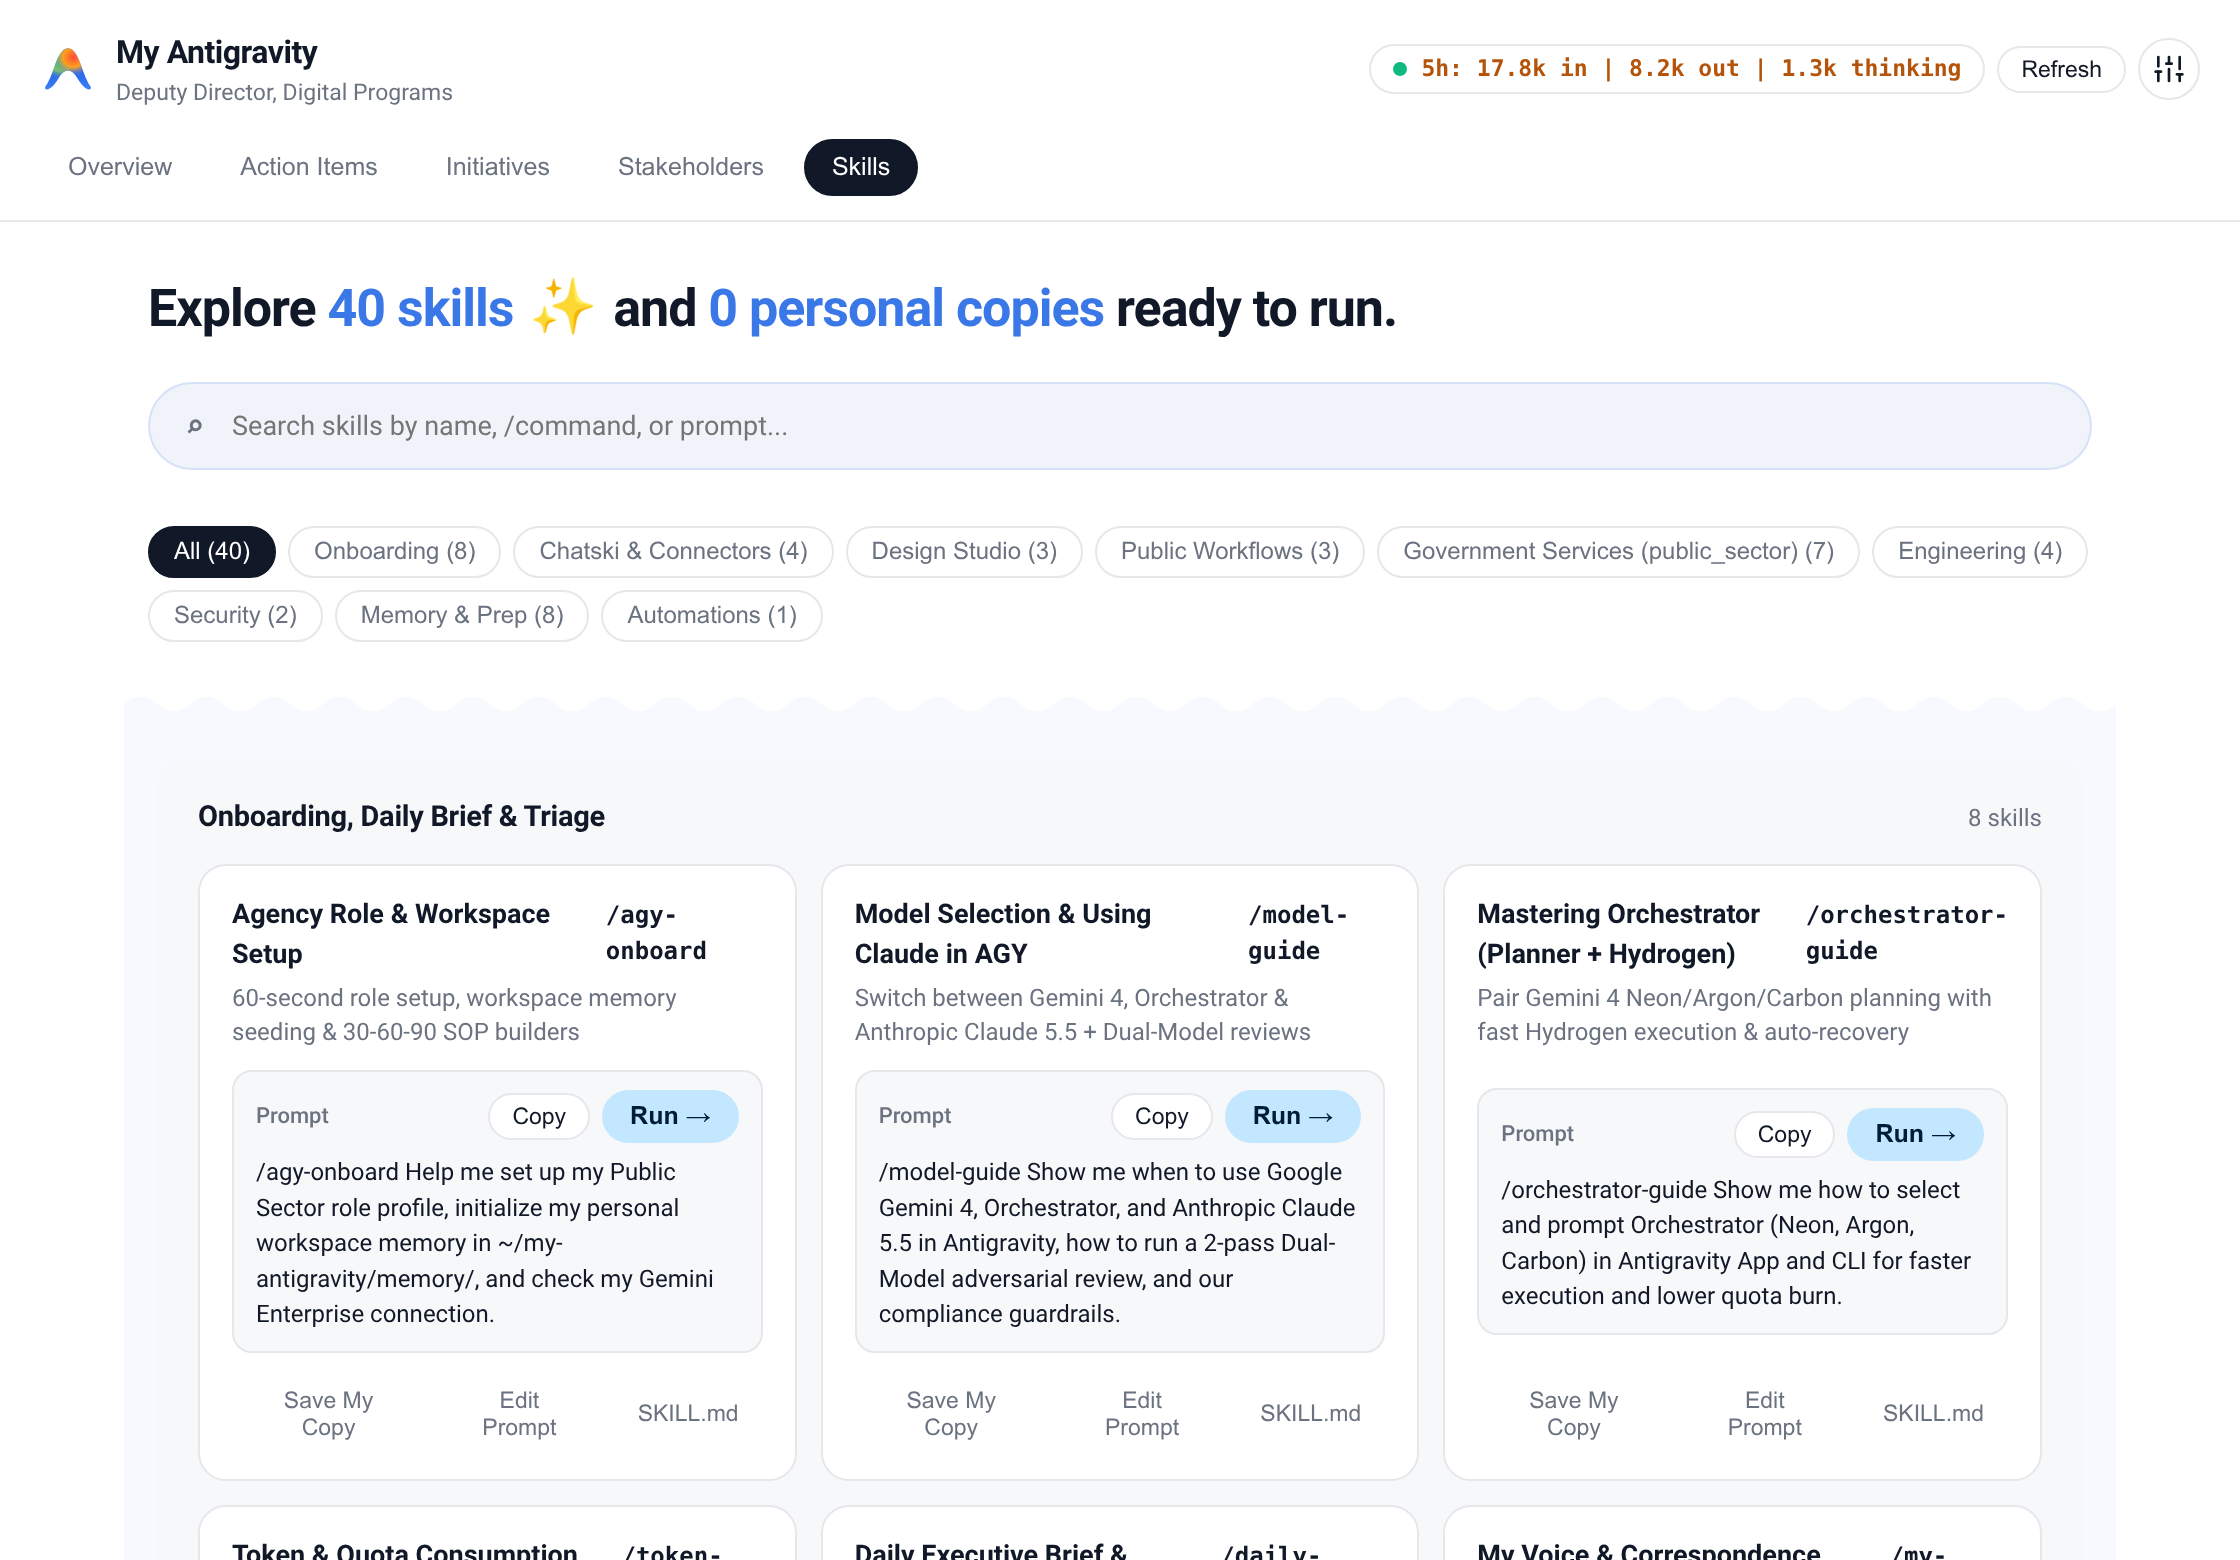 My Antigravity
Deputy Director, Digital Programs
5h: 17.8k in | 8.2k out | 1.3k thinking
Refresh
Overview
Action Items
Initiatives
Stakeholders
Skills
Explore 40 skills ✨ and 0 personal copies ready to run.
Search skills by name, /command, or prompt...
All (40)
Onboarding (8)
Chatski & Connectors (4)
Design Studio (3)
Public Workflows (3)
Government Services (public_sector) (7)
Engineering (4)
Security (2)
Memory & Prep (8)
Automations (1)
Onboarding, Daily Brief & Triage
8 skills
Agency Role & Workspace
Setup
/agy-
onboard
60-second role setup, workspace memory
seeding & 30-60-90 SOP builders
Prompt
Copy
Run →
/agy-onboard Help me set up my Public
Sector role profile, initialize my personal
workspace memory in ~/my-
antigravity/memory/, and check my Gemini
Enterprise connection.
Save My
Copy
Edit
Prompt
SKILL.md
Model Selection & Using
Claude in AGY
/model-
guide
Switch between Gemini 4, Orchestrator &
Anthropic Claude 5.5 + Dual-Model reviews
Prompt
Copy
Run →
/model-guide Show me when to use Google
Gemini 4, Orchestrator, and Anthropic Claude
5.5 in Antigravity, how to run a 2-pass Dual-
Model adversarial review, and our
compliance guardrails.
Save My
Copy
Edit
Prompt
SKILL.md
Mastering Orchestrator
(Planner + Hydrogen)
/orchestrator-
guide
Pair Gemini 4 Neon/Argon/Carbon planning with
fast Hydrogen execution & auto-recovery
Prompt
Copy
Run →
/orchestrator-guide Show me how to select
and prompt Orchestrator (Neon, Argon,
Carbon) in Antigravity App and CLI for faster
execution and lower quota burn.
Save My
Copy
Edit
Prompt
SKILL.md
Token & Quota Consumption
/token-
Daily Executive Brief &
/daily-
My Voice & Correspondence
/my-